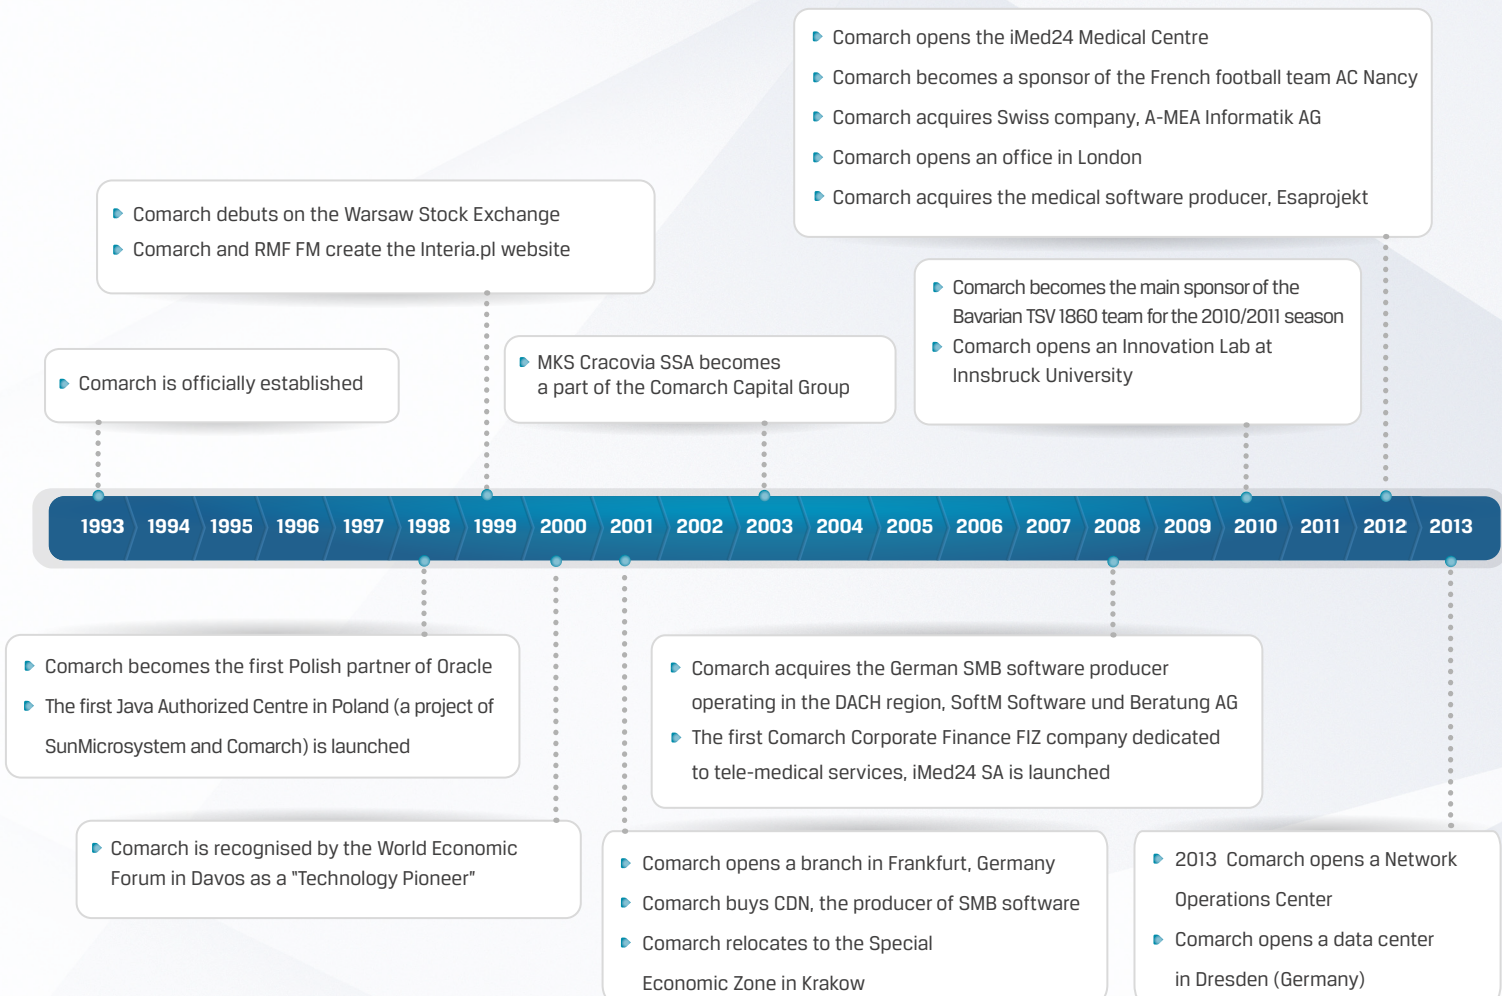 Comarch opens the iMed24 Medical Centre
Comarch becomes a sponsor of the French football team AC Nancy
Comarch acquires Swiss company, A-MEA Informatik AG
Comarch opens an office in London
Comarch acquires the medical software producer, Esaprojekt
Comarch debuts on the Warsaw Stock Exchange
Comarch and RMF FM create the Interia.pl website
Comarch becomes the main sponsor of the
Bavarian TSV 1860 team for the 2010/2011 season
Comarch opens an Innovation Lab at
Innsbruck University
Comarch is officially established
MKS Cracovia SSA becomes
a part of the Comarch Capital Group
1993 1994 1995 1996 1997 1998 1999 2000 2001 2002 2003 2004 2005 2006 2007 2008 2009 2010 2011 2012 2013
Comarch becomes the first Polish partner of Oracle
The first Java Authorized Centre in Poland (a project of
SunMicrosystem and Comarch) is launched
Comarch acquires the German SMB software producer
operating in the DACH region, SoftM Software und Beratung AG
The first Comarch Corporate Finance FIZ company dedicated
to tele-medical services, iMed24 SA is launched
Comarch is recognised by the World Economic
Forum in Davos as a "Technology Pioneer"
Comarch opens a branch in Frankfurt, Germany
Comarch buys CDN, the producer of SMB software
Comarch relocates to the Special
Economic Zone in Krakow
2013 Comarch opens a Network
Operations Center
Comarch opens a data center
in Dresden (Germany)